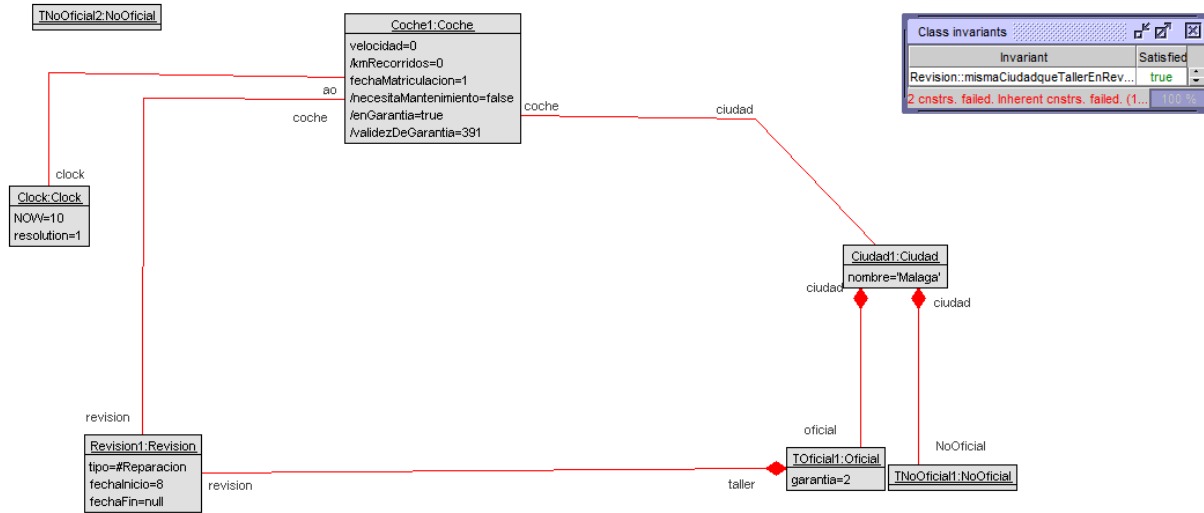 TNoOficial2:NoOficial
Coche1:Coche
velocidad=0
/kmRecorridos=0
fechaMatriculacion=1
/necesitaMantenimiento=false
/enGarantia=true
/validezDeGarantia=391
Class invariants
Invariant Satisfied
Revision::mismaCiudadqueTallerEnRev... true
2 cnstrs. failed. Inherent cnstrs. failed. (1... 100 %
ao
coche
coche
ciudad
clock
Clock:Clock
NOW=10
resolution=1
Ciudad1:Ciudad
nombre='Malaga'
ciudad
ciudad
revision
oficial
NoOficial
Revision1:Revision
tipo=#Reparacion
fechaInicio=8
fechaFin=null
revision
taller
TOficial1:Oficial
garantia=2
TNoOficial1:NoOficial